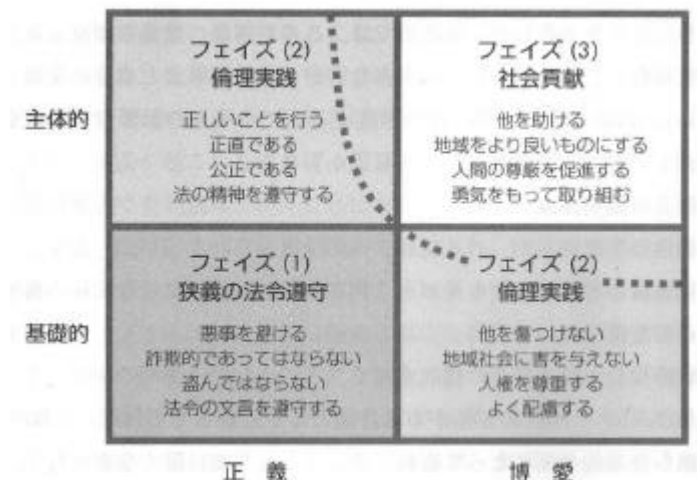 フェイズ (2)
倫理実践
正しいことを行う
正直である
公正である
法の精神を遵守する
フェイズ (3)
社会貢献
他を助ける
地域をより良いものにする
人間の尊厳を促進する
勇気をもって取り組む
主体的
フェイズ (1)
狭義の法令遵守
悪事を避ける
詐欺的であってはならない
盗んではならない
法令の文言を遵守する
フェイズ (2)
倫理実践
他を傷つけない
地域社会に害を与えない
人権を尊重する
よく配慮する
基礎的
正 義
博 愛